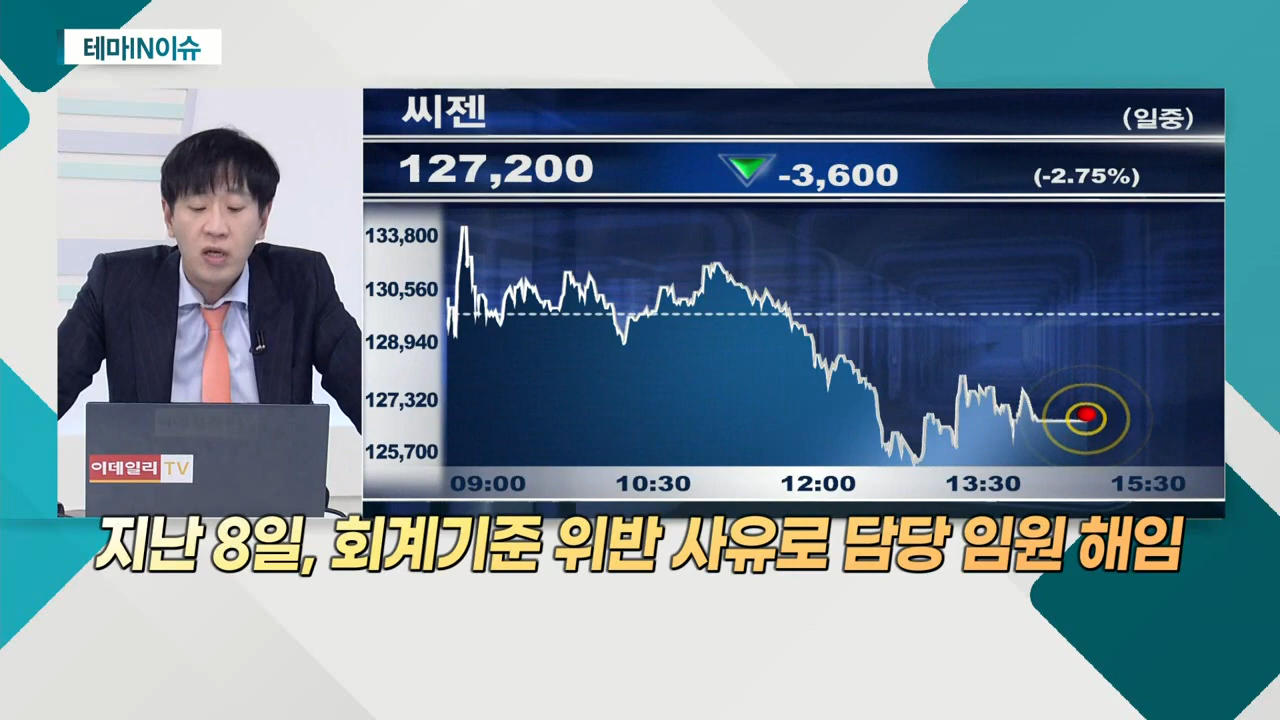 테마IN이슈
씨젠
(일중)
127,200
-3,600
(-2.75%)
133,800
130,560
128,940
127,320
125,700
09:00
10:30
12:00
13:30
15:30
이데일리 TV
지난 8일, 회계기준 위반 사유로 담당 임원 해임